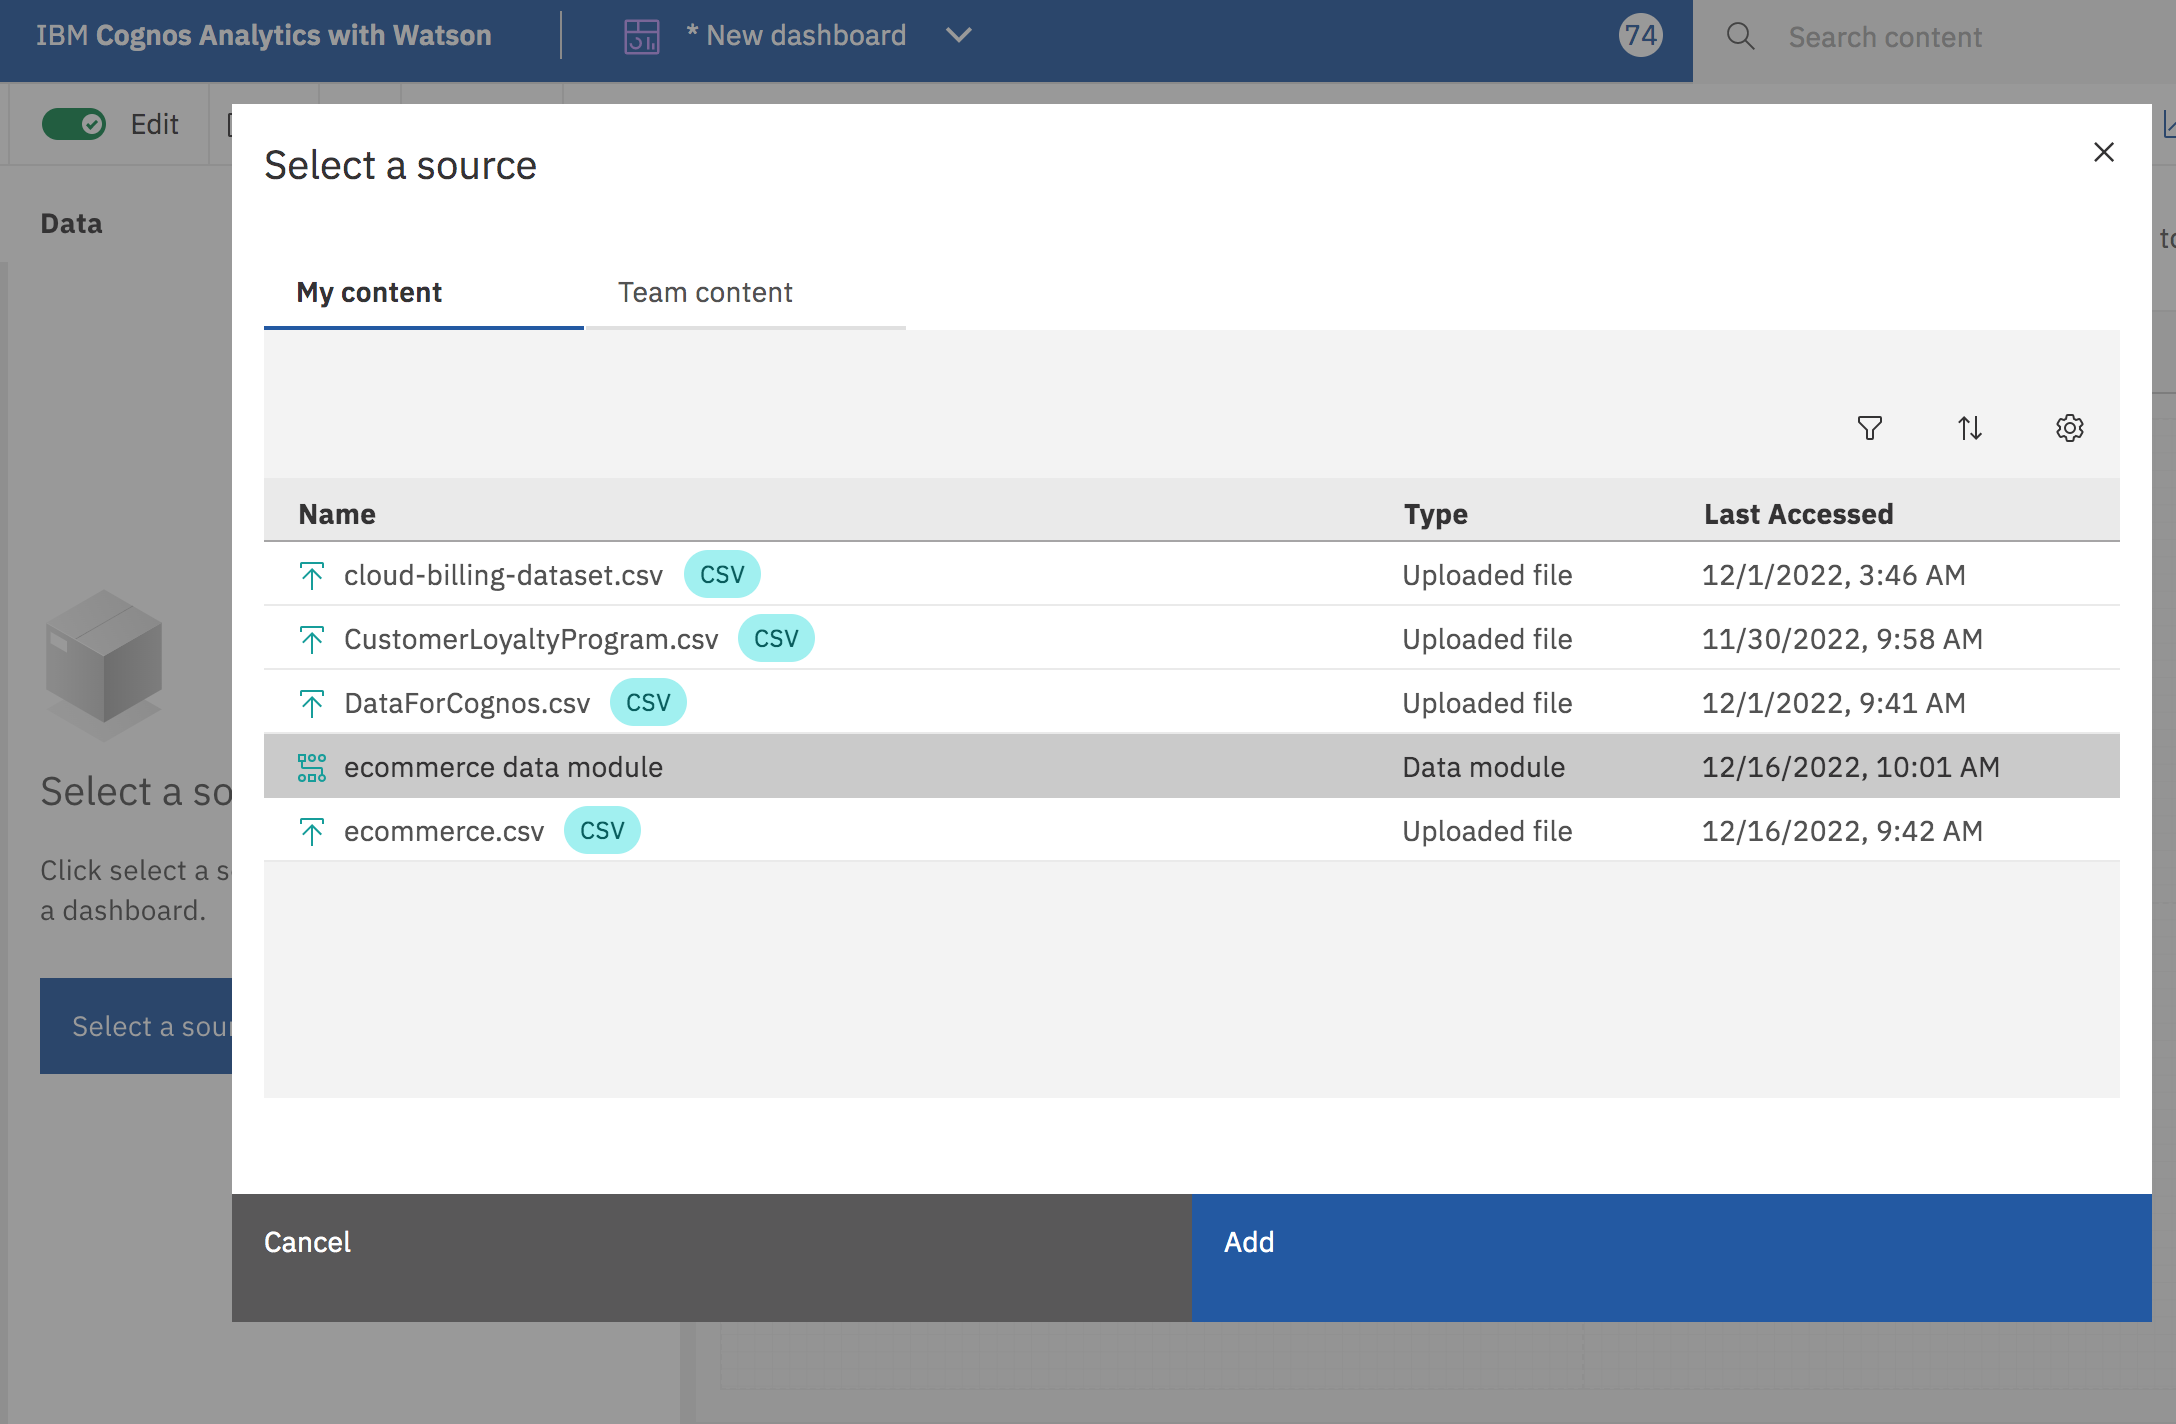 IBM Cognos Analytics with Watson
* New dashboard
74
Search content
Edit
Select a source
Data
My content
Team content
Name Type Last Accessed
cloud-billing-dataset.csv CSV Uploaded file 12/1/2022, 3:46 AM
CustomerLoyaltyProgram.csv CSV Uploaded file 11/30/2022, 9:58 AM
DataForCognos.csv CSV Uploaded file 12/1/2022, 9:41 AM
ecommerce data module Data module 12/16/2022, 10:01 AM
ecommerce.csv CSV Uploaded file 12/16/2022, 9:42 AM
Select a so
Click select a s
a dashboard.
Select a sour
Cancel
Add